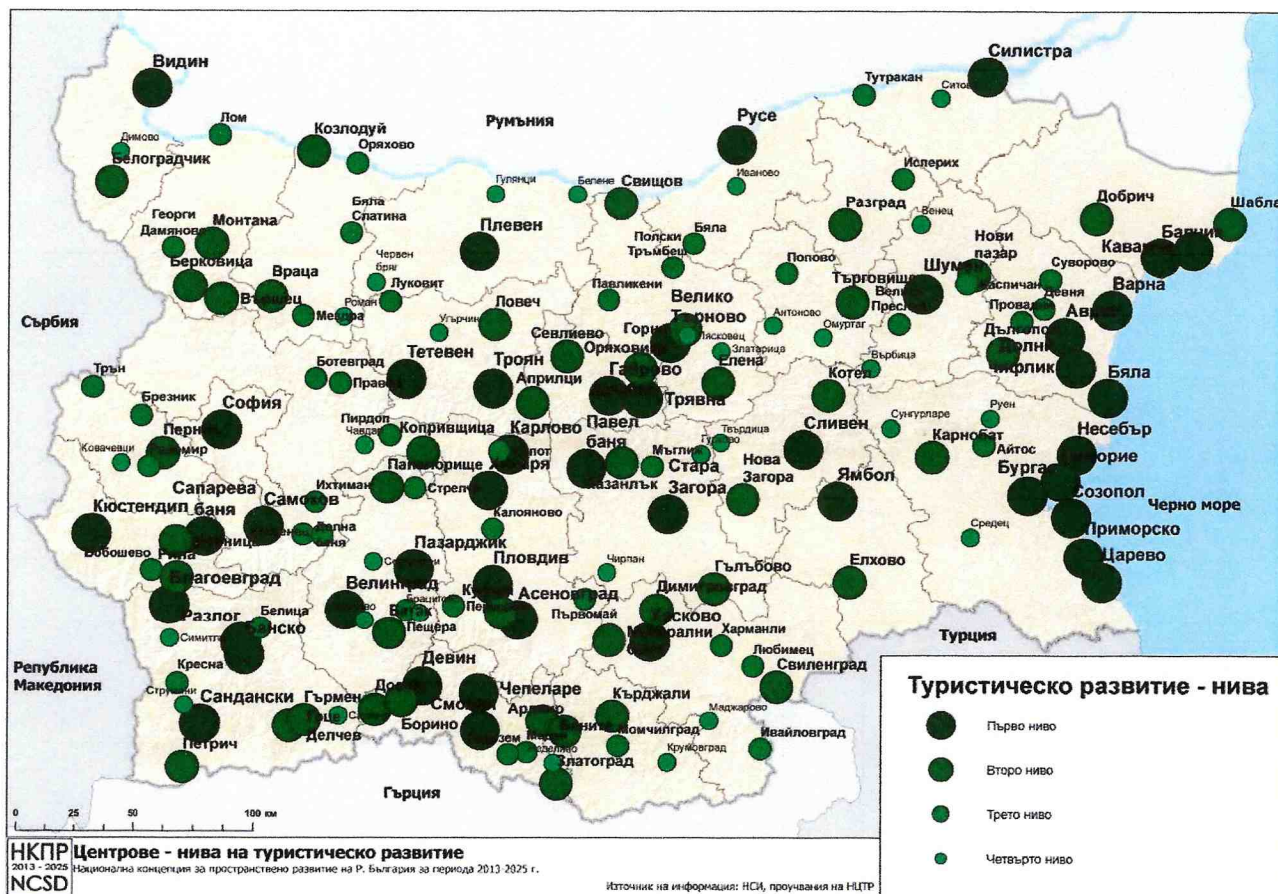 Видин
Силистра
Тутракан
Лом
Козлодуй
Румъния
Русе
Димово
Оряхово
Белоградчик
Исперих
Гулянци
Белене
Свищов
Иваново
Бяла
Слатина
Добрич
Шабла
Георги
Дамяново
Монтана
Плевен
Разград
Венец
Полски
Тръмбеш
Бяла
Нови
пазар
Червен
бряг
Попово
Суворово
Берковица
Враца
Луковит
Павликени
Търговище
Шумен
Каспичан
Девня
Варна
Вършец
Роман
Ловеч
Велико
Търново
Преслав
Провадия
Сърбия
Мездра
Угърчин
Севлиево
Оряховица
Лясковец
Антоново
Омуртаг
Златарица
Чифлик
Ботевград
Тетевен
Троян
Елена
Върбица
Трън
Правец
Априлци
Котел
Бяла
Брезник
София
Трявна
Пирдоп
Копривщица
Карлово
Павел
баня
Твърдица
Сливен
Сунгурларе
Руен
Несебър
Ковачевци
Мъглиж
Гурково
Карнобат
Айтос
Стара
Загора
Нова
Загора
Ямбол
Бургас
Созопол
Черно море
Сапарева
баня
Самоков
Ихтиман
Стрелча
Казанлък
Кюстендил
Калояново
Приморско
Средец
Царево
Бобошево
Рила
Пазарджик
Пловдив
Чирпан
Гълъбово
Елхово
Благоевград
Велинград
Асеновград
Димитровград
Разлог
Белица
Батак
Първомай
Хасково
Банско
Пещера
Харманли
Турция
Република
Македония
Кресна
Девин
Любимец
Свиленград
Сандански
Гърмен
Чепеларе
Кърджали
Маджарово
Делчев
Борино
Момчилград
Ивайловград
Петрич
Крумовград
Златоград
Гърция
0 25 50 100 км
Туристическо развитие - нива
Първо ниво
Второ ниво
Трето ниво
Четвърто ниво
НКПР
2013 - 2025
NCSD
Центрове - нива на туристическо развитие
Национална концепция за пространствено развитие на Р. България за периода 2013-2025 г.
Източник на информация: НСИ, проучвания на НЦТР